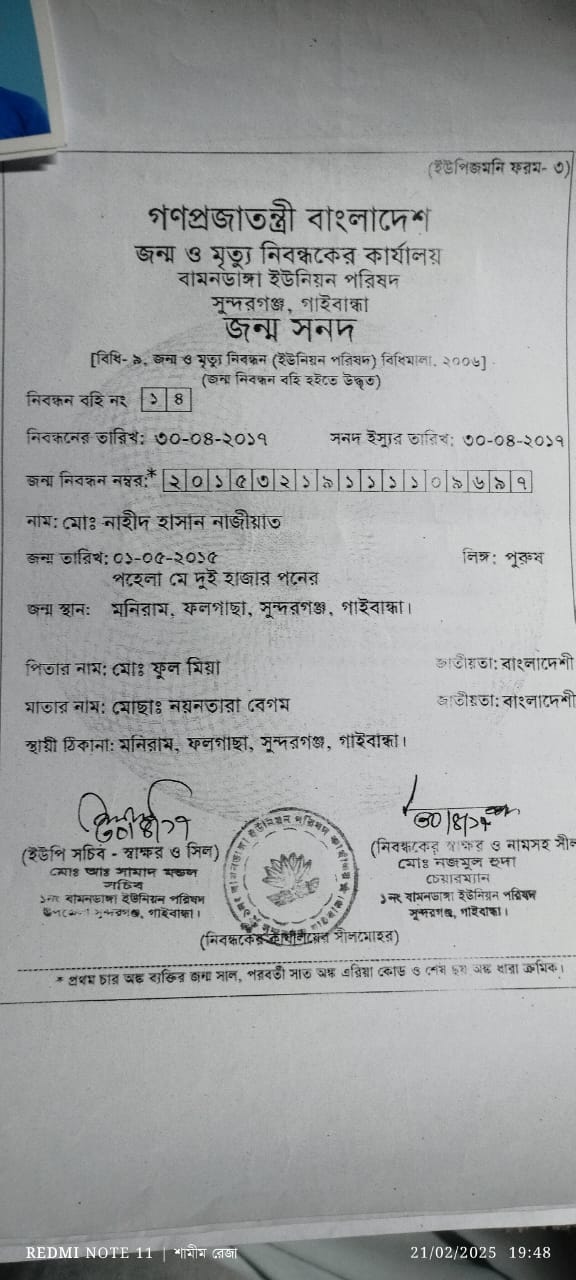 (ইউপিজমনি ফরম- ৩)
গণপ্রজাতন্ত্রী বাংলাদেশ
জন্ম ও মৃত্যু নিবন্ধকের কার্যালয়
বামনডাঙ্গা ইউনিয়ন পরিষদ
সুন্দরগঞ্জ, গাইবান্ধা
জন্ম সনদ
[বিধি- ৯, জন্ম ও মৃত্যু নিবন্ধন (ইউনিয়ন পরিষদ) বিধিমালা, ২০০৬]
(জন্ম নিবন্ধন বহি হইতে উদ্ধৃত)
নিবন্ধন বহি নং ১৪
নিবন্ধনের তারিখ: ৩০-০৪-২০১৭ সনদ ইস্যুর তারিখ: ৩০-০৪-২০১৭
জন্ম নিবন্ধন নম্বর:* ২০১৫৩২১৯১১১১০৯৬৯৭
নাম: মোঃ নাহীদ হাসান নাজীয়াত
জন্ম তারিখ: ০১-০৫-২০১৫ লিঙ্গ: পুরুষ
পহেলা মে দুই হাজার পনের
জন্ম স্থান: মনিরাম, ফলগাছা, সুন্দরগঞ্জ, গাইবান্ধা।
পিতার নাম: মোঃ ফুল মিয়া জাতীয়তা: বাংলাদেশী
মাতার নাম: মোছাঃ নয়নতারা বেগম জাতীয়তা: বাংলাদেশী
স্থায়ী ঠিকানা: মনিরাম, ফলগাছা, সুন্দরগঞ্জ, গাইবান্ধা।
৩০/৪/১৭ ৩০/৪/১৭
(ইউপি সচিব - স্বাক্ষর ও সিল) (নিবন্ধকের স্বাক্ষর ও নামসহ সীল
মোঃ আঃ সামাদ মন্ডল মোঃ নজমুল হুদা
সচিব চেয়ারম্যান
১নং বামনডাঙ্গা ইউনিয়ন পরিষদ ১নং বামনডাঙ্গা ইউনিয়ন পরিষদ
সুন্দরগঞ্জ, গাইবান্ধা। সুন্দরগঞ্জ, গাইবান্ধা।
(নিবন্ধকের কার্যালয়ের সীলমোহর)
* প্রথম চার অঙ্ক ব্যক্তির জন্ম সাল, পরবর্তী সাত অঙ্ক এরিয়া কোড ও শেষ ছয় অঙ্ক ধারা ক্রমিক।
REDMI NOTE 11 | শামীম রেজা 21/02/2025 19:48